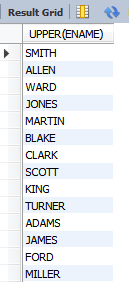 Result Grid
UPPER(ENAME)
SMITH
ALLEN
WARD
JONES
MARTIN
BLAKE
CLARK
SCOTT
KING
TURNER
ADAMS
JAMES
FORD
MILLER